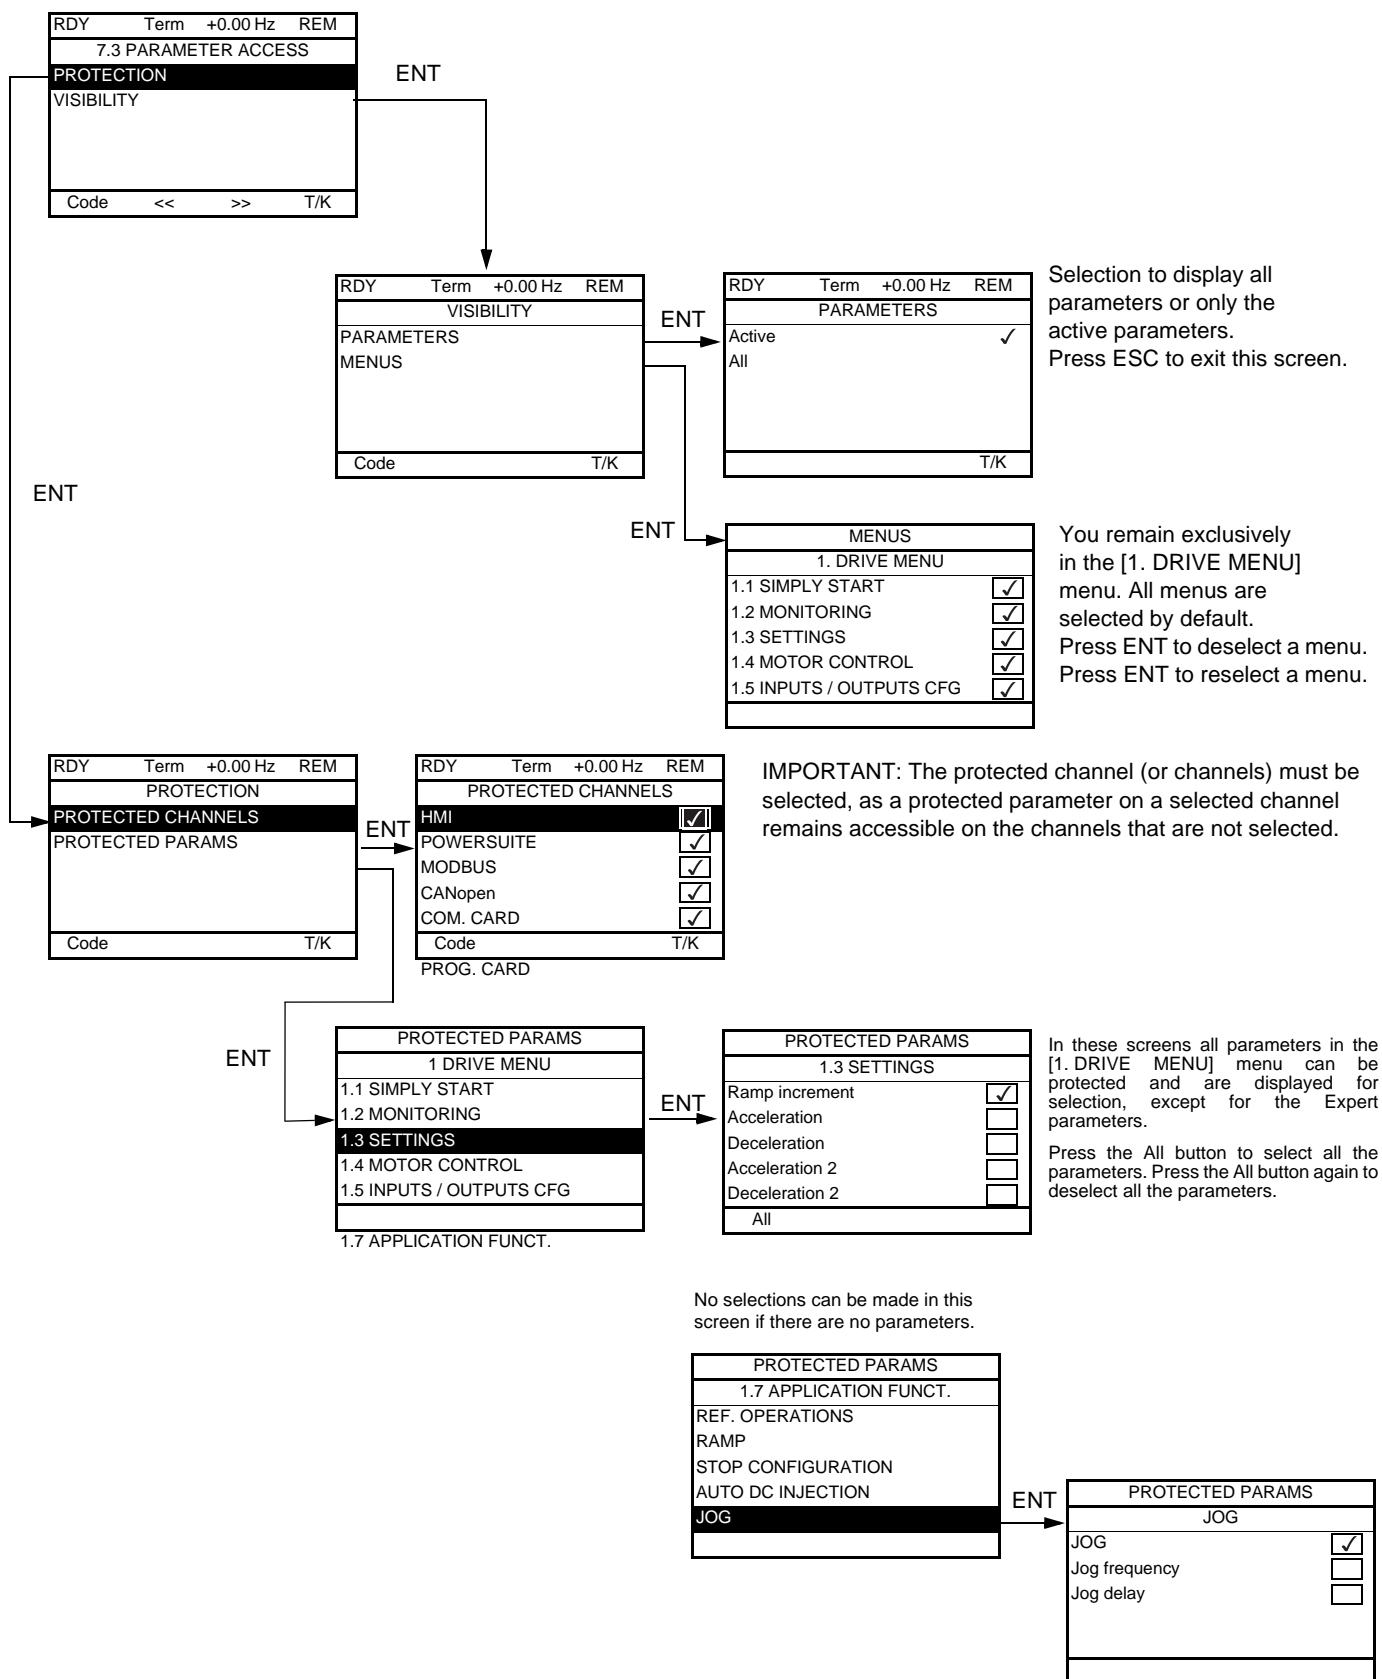 RDY Term +0.00 Hz REM
7.3 PARAMETER ACCESS
PROTECTION
VISIBILITY
Code << >> T/K
ENT
RDY Term +0.00 Hz REM
VISIBILITY
PARAMETERS
MENUS
Code T/K
ENT
RDY Term +0.00 Hz REM
PARAMETERS
Active ✓
All
T/K
Selection to display all
parameters or only the
active parameters.
Press ESC to exit this screen.
ENT
ENT
MENUS
1. DRIVE MENU
1.1 SIMPLY START ✓
1.2 MONITORING ✓
1.3 SETTINGS ✓
1.4 MOTOR CONTROL ✓
1.5 INPUTS / OUTPUTS CFG ✓
You remain exclusively
in the [1. DRIVE MENU]
menu. All menus are
selected by default.
Press ENT to deselect a menu.
Press ENT to reselect a menu.
RDY Term +0.00 Hz REM
PROTECTION
PROTECTED CHANNELS
PROTECTED PARAMS
Code T/K
ENT
RDY Term +0.00 Hz REM
PROTECTED CHANNELS
HMI ✓
POWERSUITE ✓
MODBUS ✓
CANopen ✓
COM. CARD ✓
Code T/K
PROG. CARD
IMPORTANT: The protected channel (or channels) must be
selected, as a protected parameter on a selected channel
remains accessible on the channels that are not selected.
ENT
PROTECTED PARAMS
1 DRIVE MENU
1.1 SIMPLY START
1.2 MONITORING
1.3 SETTINGS
1.4 MOTOR CONTROL
1.5 INPUTS / OUTPUTS CFG
1.7 APPLICATION FUNCT.
ENT
PROTECTED PARAMS
1.3 SETTINGS
Ramp increment ✓
Acceleration
Deceleration
Acceleration 2
Deceleration 2
All
In these screens all parameters in the
[1. DRIVE MENU] menu can be
protected and are displayed for
selection, except for the Expert
parameters.
Press the All button to select all the
parameters. Press the All button again to
deselect all the parameters.
No selections can be made in this
screen if there are no parameters.
PROTECTED PARAMS
1.7 APPLICATION FUNCT.
REF. OPERATIONS
RAMP
STOP CONFIGURATION
AUTO DC INJECTION
JOG
ENT
PROTECTED PARAMS
JOG
JOG ✓
Jog frequency
Jog delay